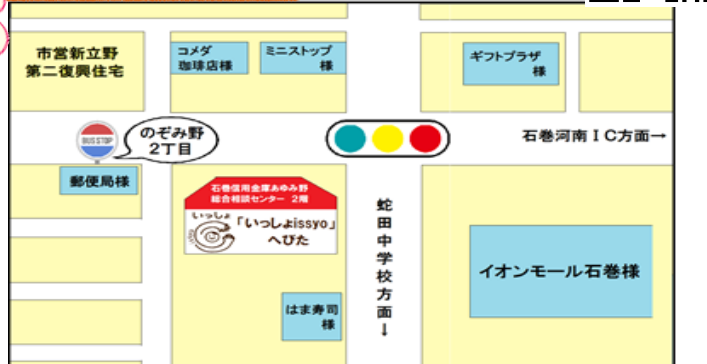 市営新立野
第二復興住宅
コメダ
珈琲店様
ミニストップ
様
ギフトプラザ
様
BUS STOP
のぞみ野
2丁目
石巻河南IC方面→
郵便局様
石巻信用金庫あゆみ野
総合相談センター 2階
いっしょ
「いっしょissyo」
へびた
蛇田中学校方面↓
イオンモール石巻様
はま寿司
様